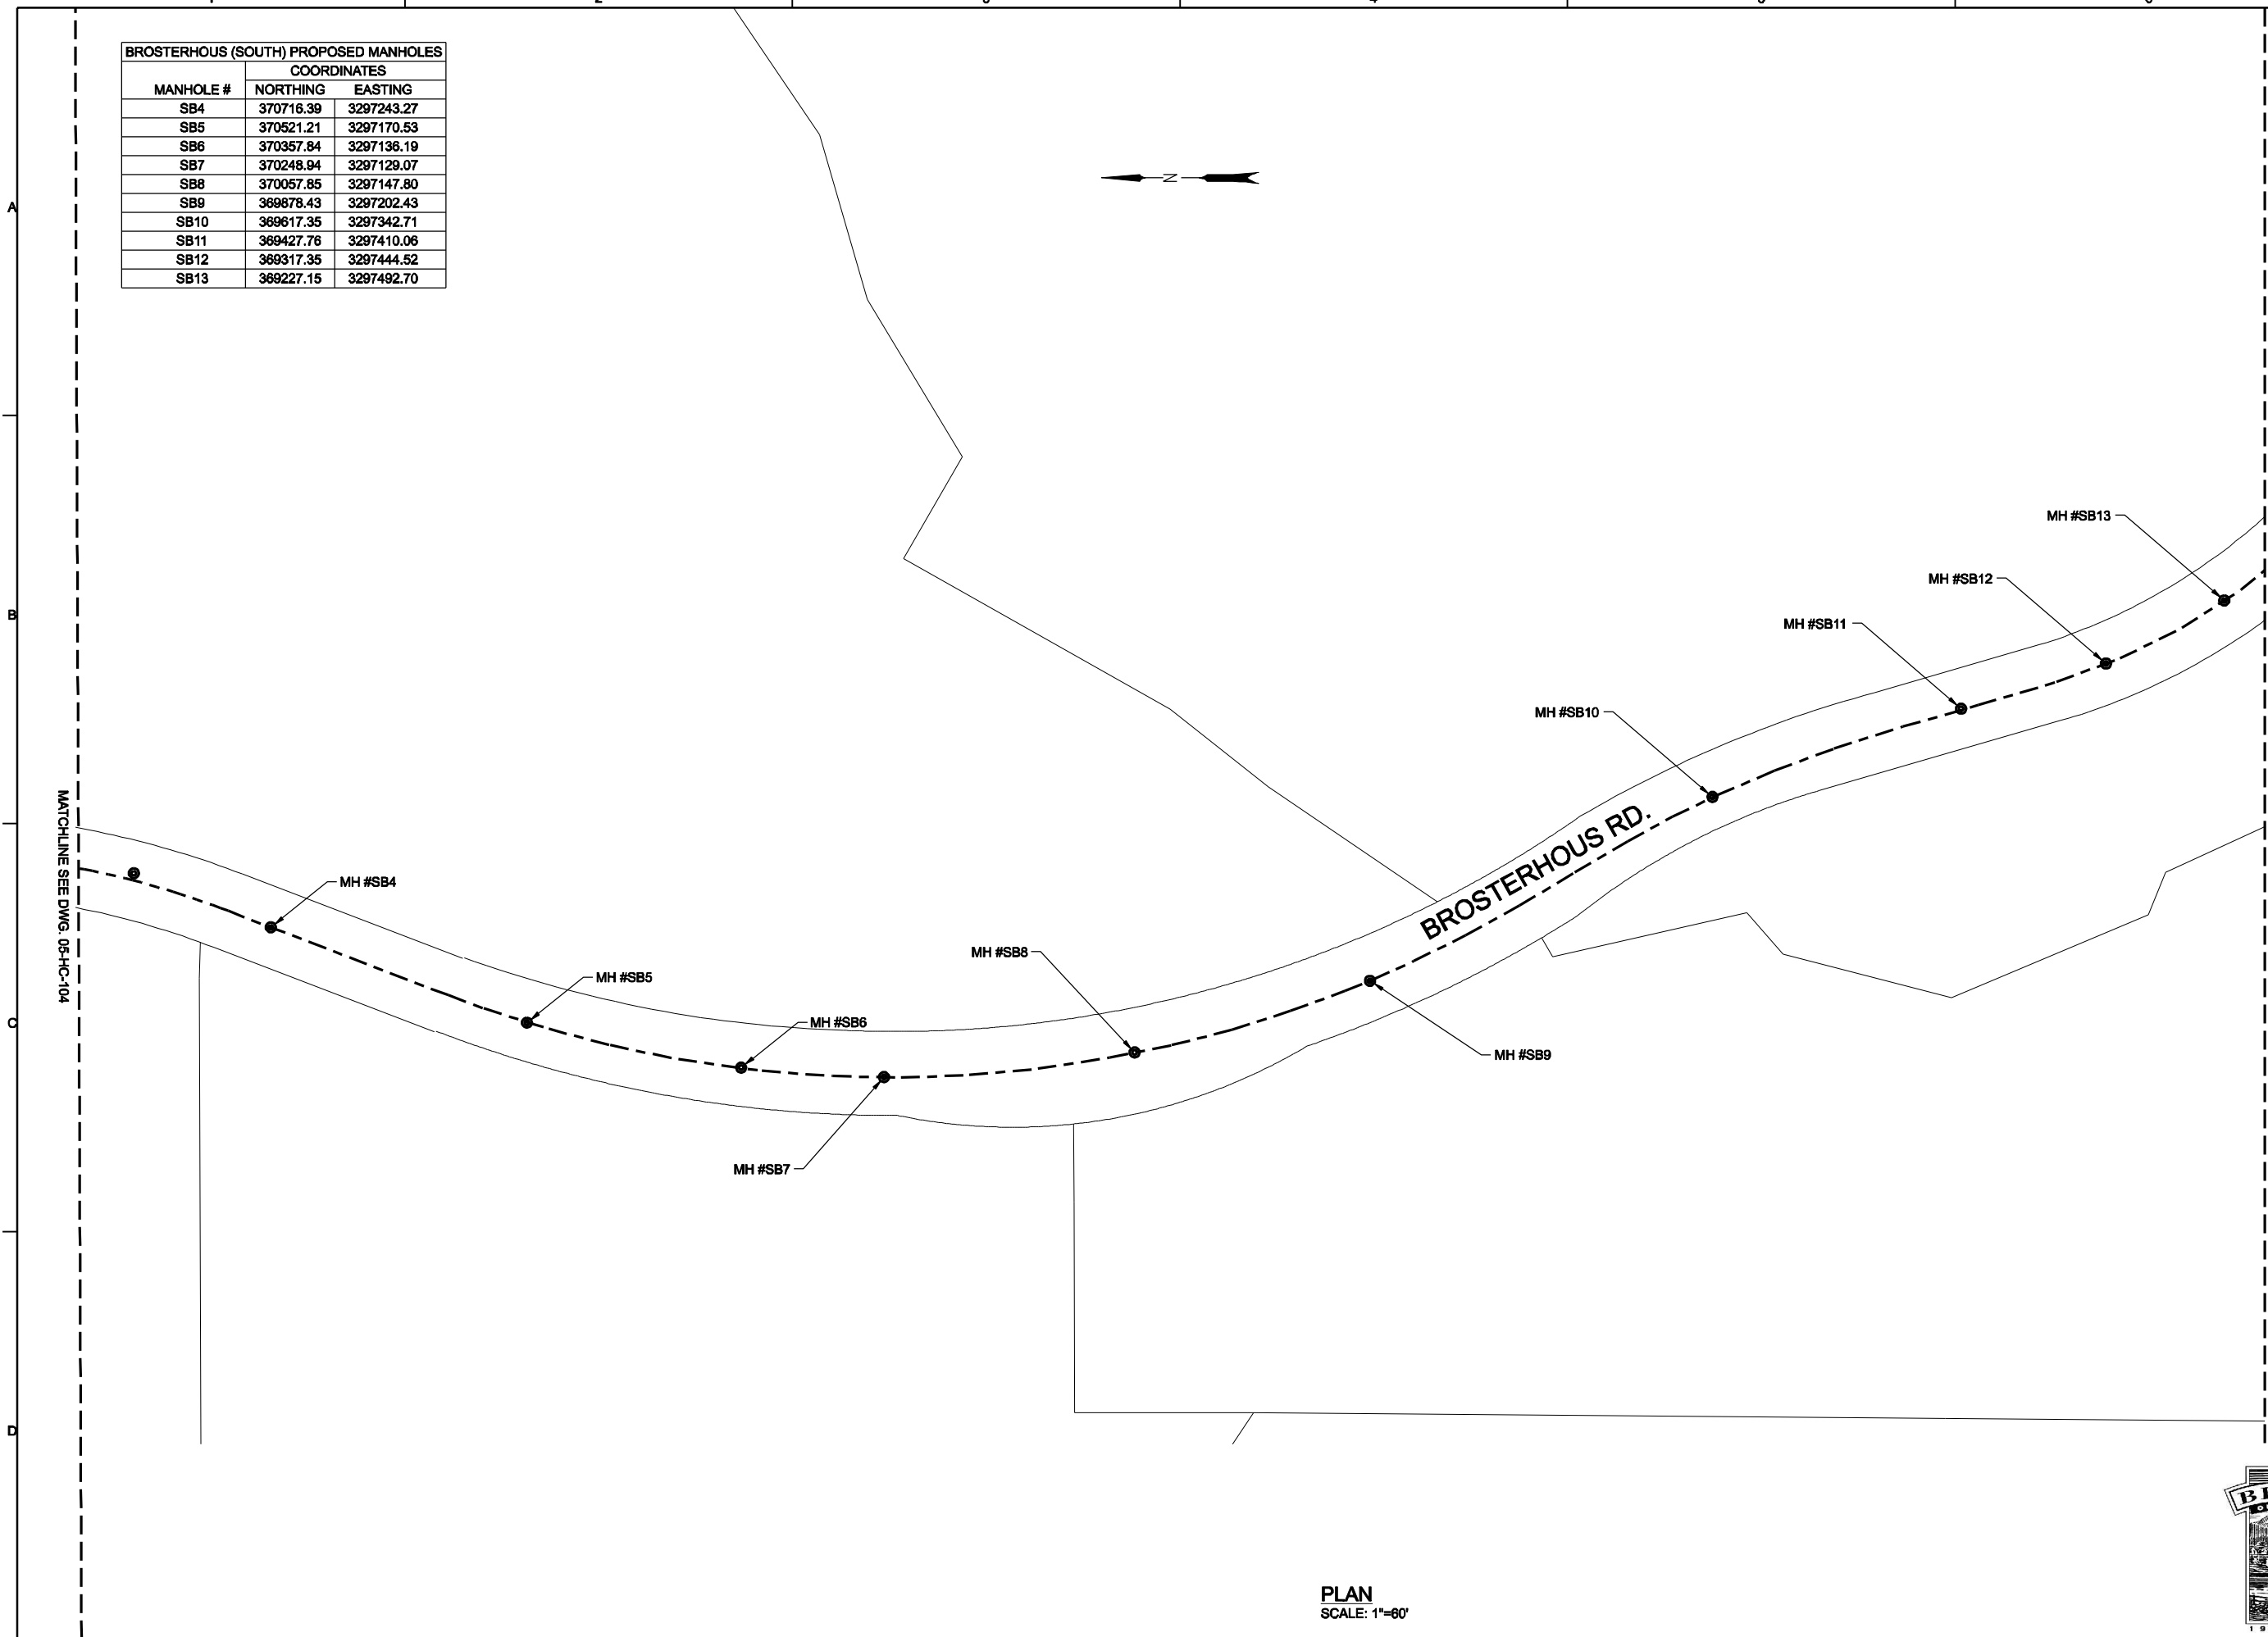 BROSTERHOUS (SOUTH) PROPOSED MANHOLES
COORDINATES
MANHOLE # NORTHING EASTING
SB4 370716.39 3297243.27
SB5 370521.21 3297170.53
SB6 370357.84 3297136.19
SB7 370248.94 3297129.07
SB8 370057.85 3297147.80
SB9 369878.43 3297202.43
SB10 369617.35 3297342.71
SB11 369427.76 3297410.06
SB12 369317.35 3297444.52
SB13 369227.15 3297492.70
A
N
MH #SB13
MH #SB12
B
MH #SB11
MH #SB10
MATCHLINE SEE DWG. 05-HC-104
BROSTERHOUS RD.
MH #SB4
MH #SB8
MH #SB5
C
MH #SB6
MH #SB9
MH #SB7
D
PLAN
SCALE: 1"=60'